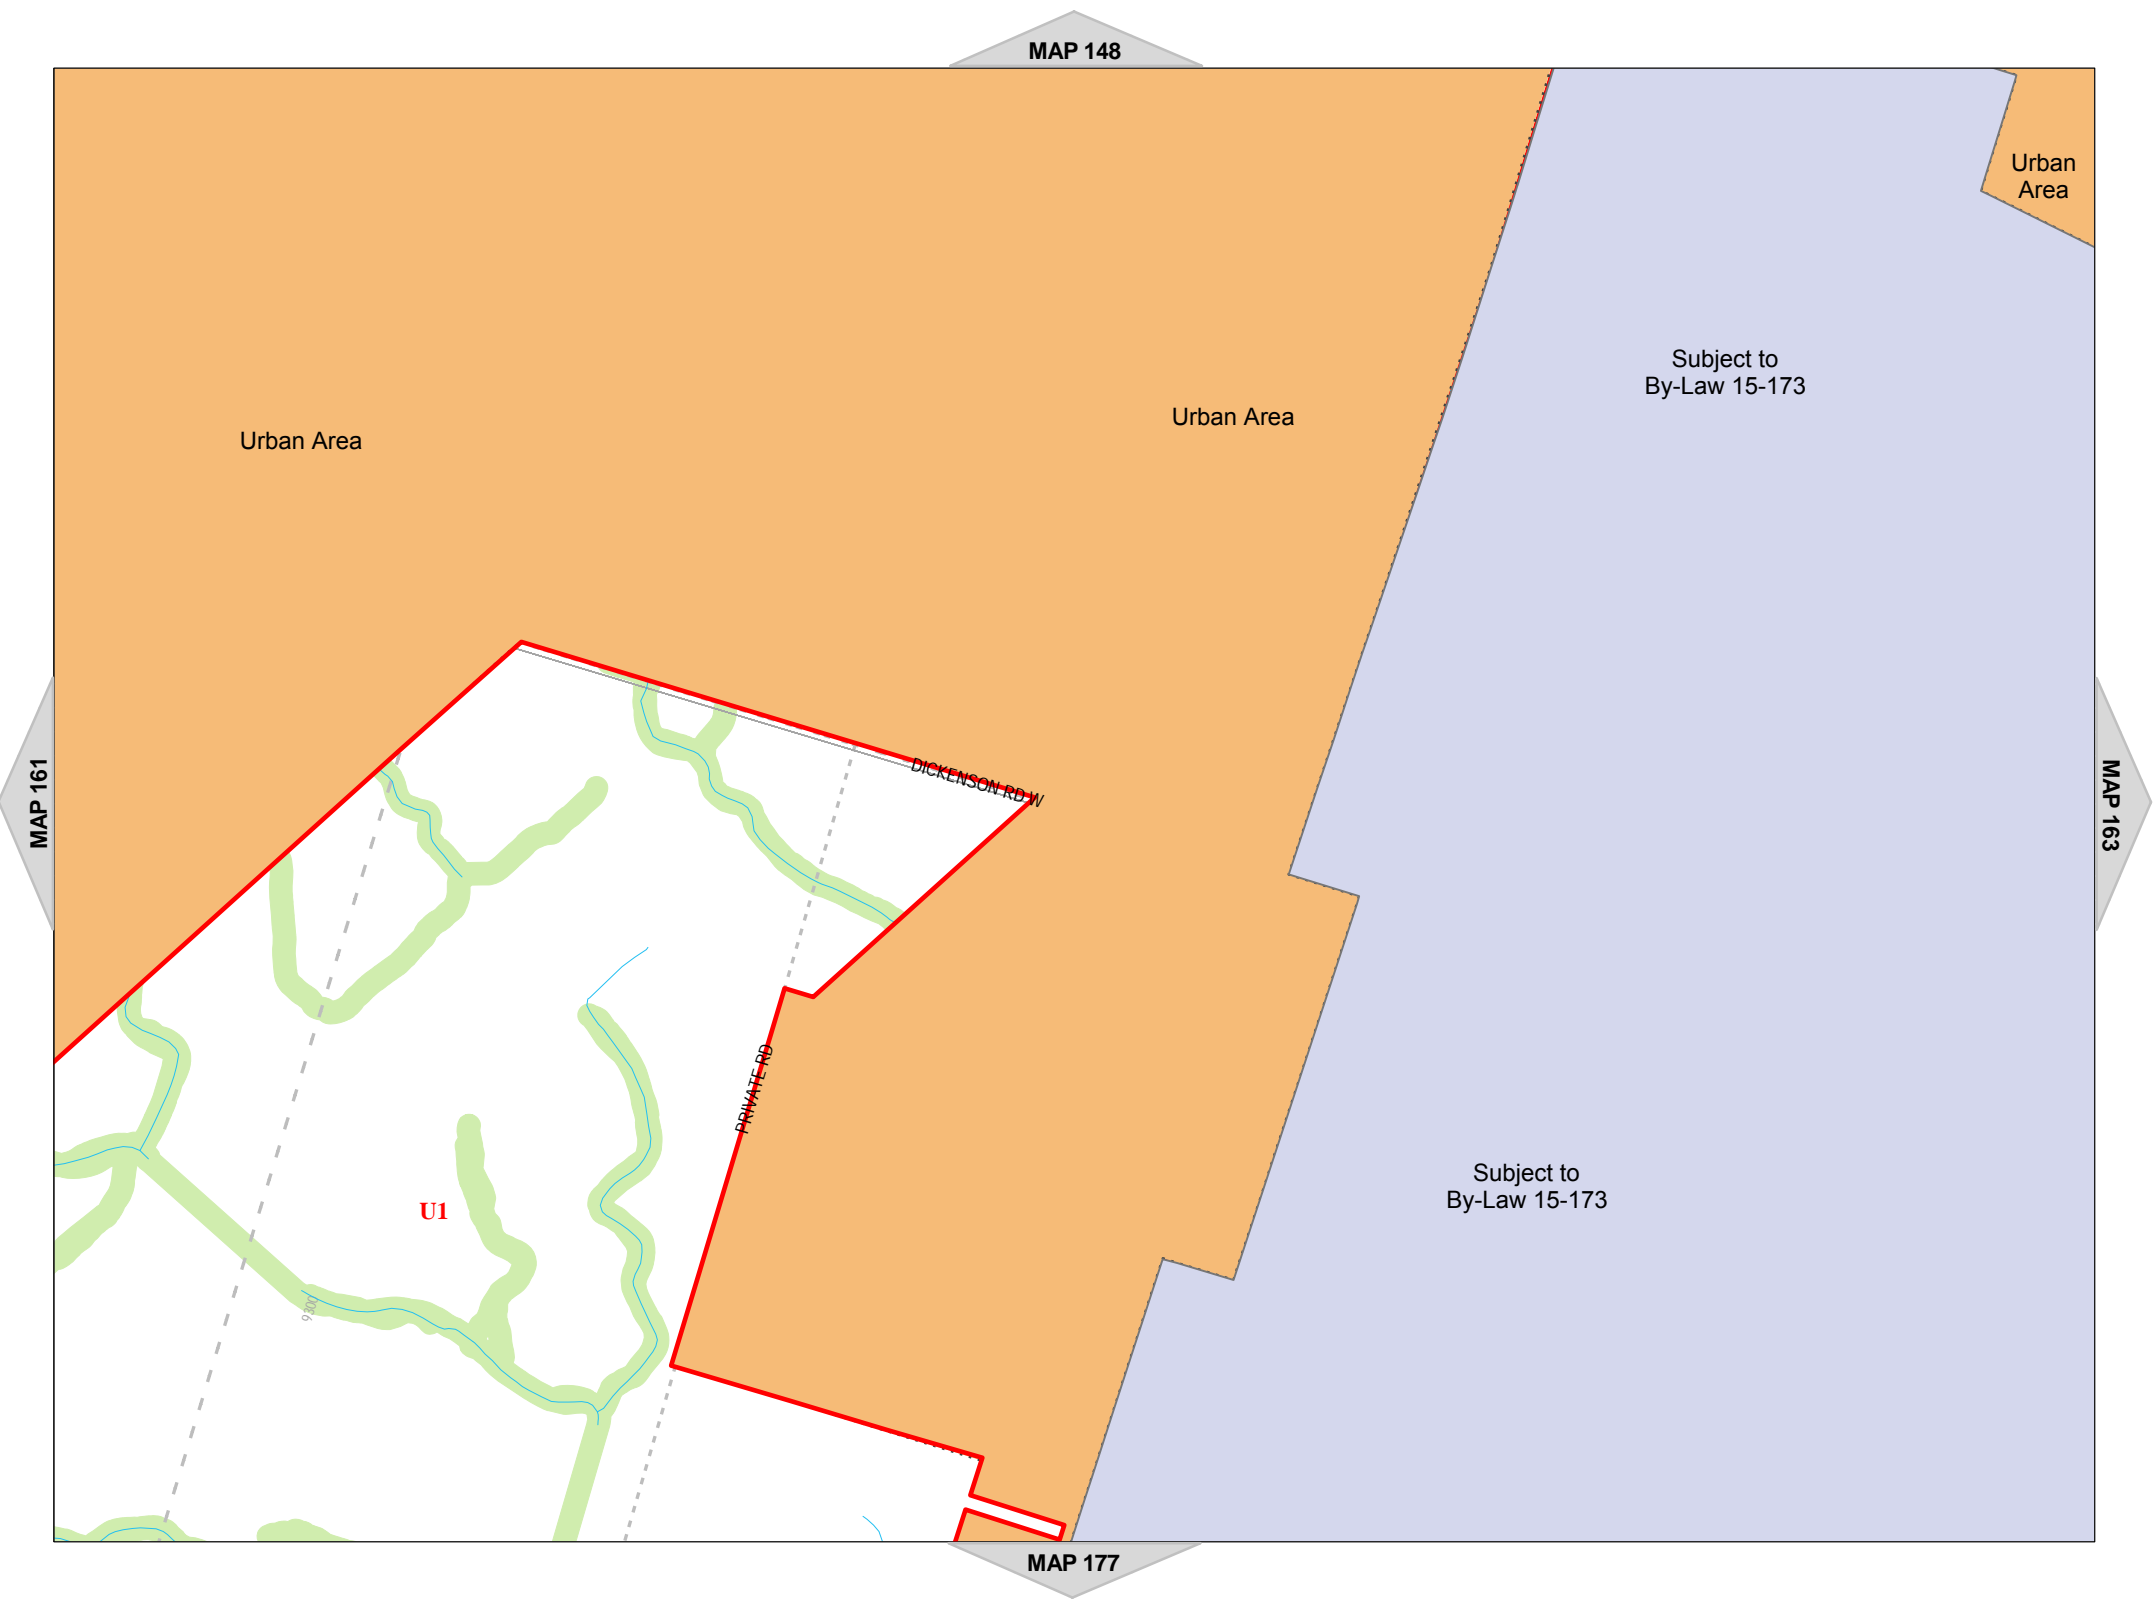 MAP 148
Urban
Area
Subject to
By-Law 15-173
Urban Area
Urban Area
DICKENSON RD W
MAP 161
MAP 163
PRIVATE RD
Subject to
By-Law 15-173
U1
9300
MAP 177